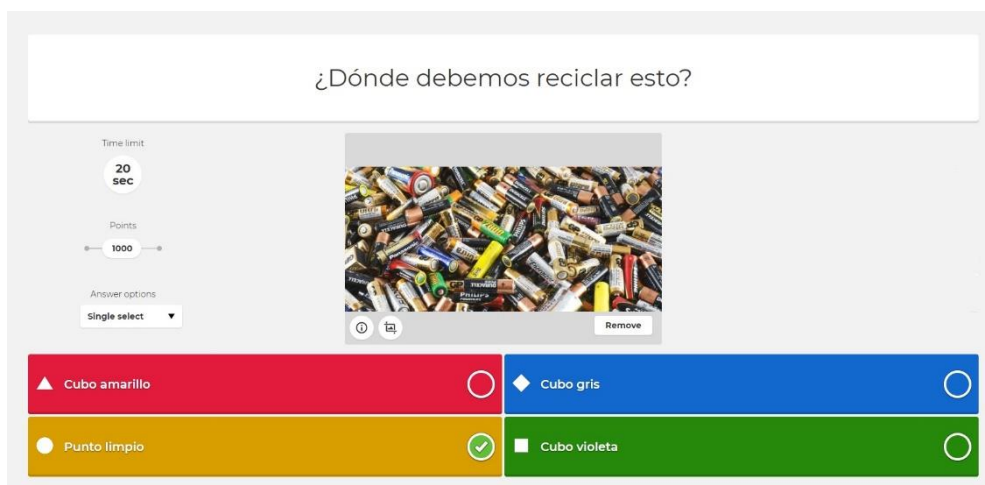 ¿Dónde debemos reciclar esto?
Time limit
20
sec
Points
1000
Answer options
Single select
PHILIPS
Remove
Cubo amarillo
Cubo gris
Punto limpio
Cubo violeta